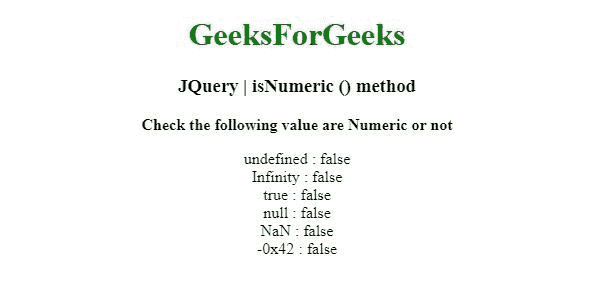 GeeksForGeeks
JQuery | isNumeric () method
Check the following value are Numeric or not
undefined : false
Infinity : false
true : false
null : false
NaN : false
-0x42 : false